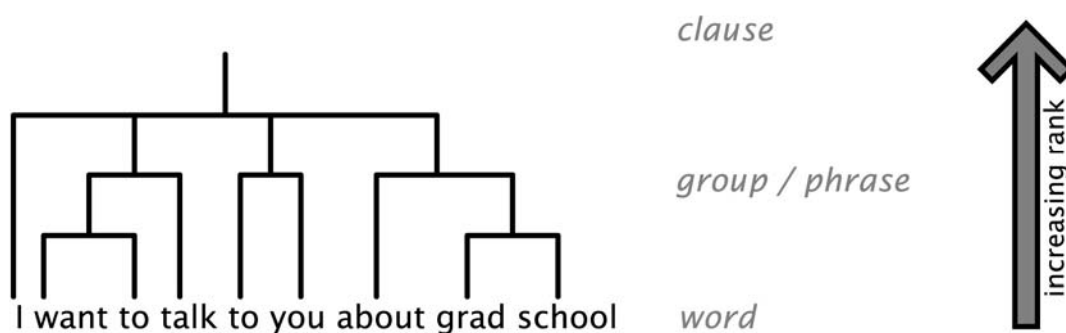 clause
group / phrase
I want to talk to you about grad school
word
increasing rank